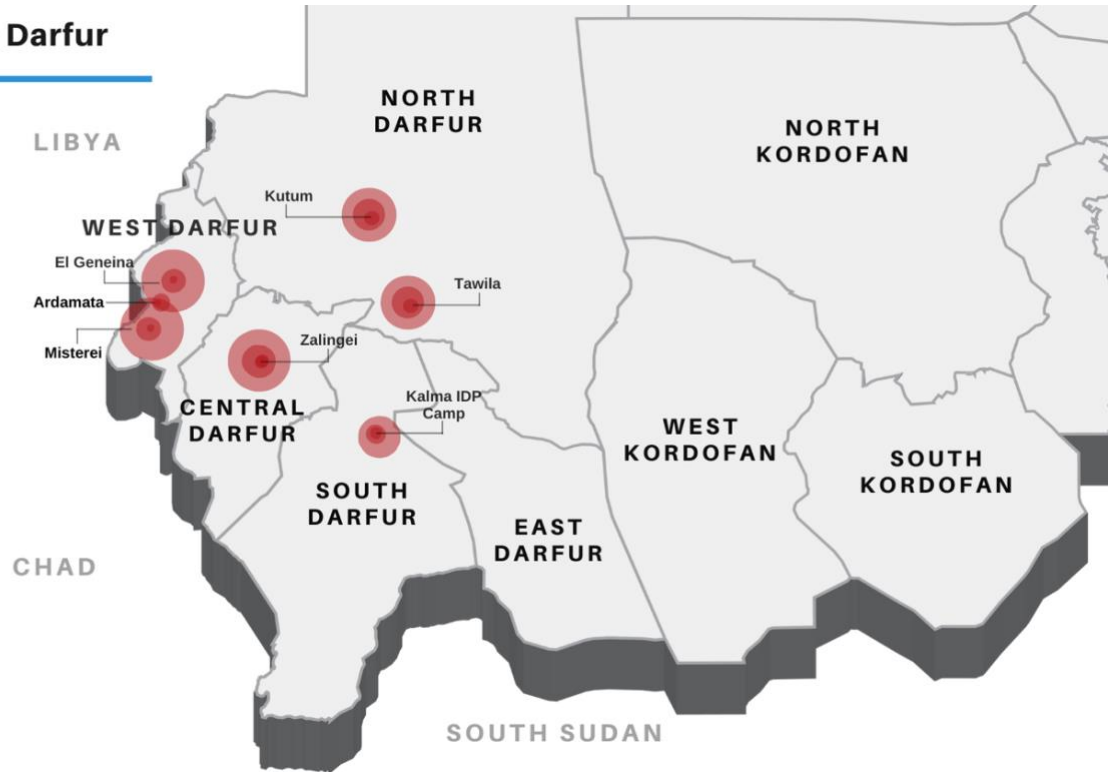 Darfur
LIBYA
NORTH
DARFUR
NORTH
KORDOFAN
Kutum
WEST DARFUR
El Geneina
Ardamata
Misterei
Tawila
Zalingei
Kalma IDP
Camp
CENTRAL
DARFUR
WEST
KORDOFAN
SOUTH
KORDOFAN
SOUTH
DARFUR
EAST
DARFUR
CHAD
SOUTH SUDAN